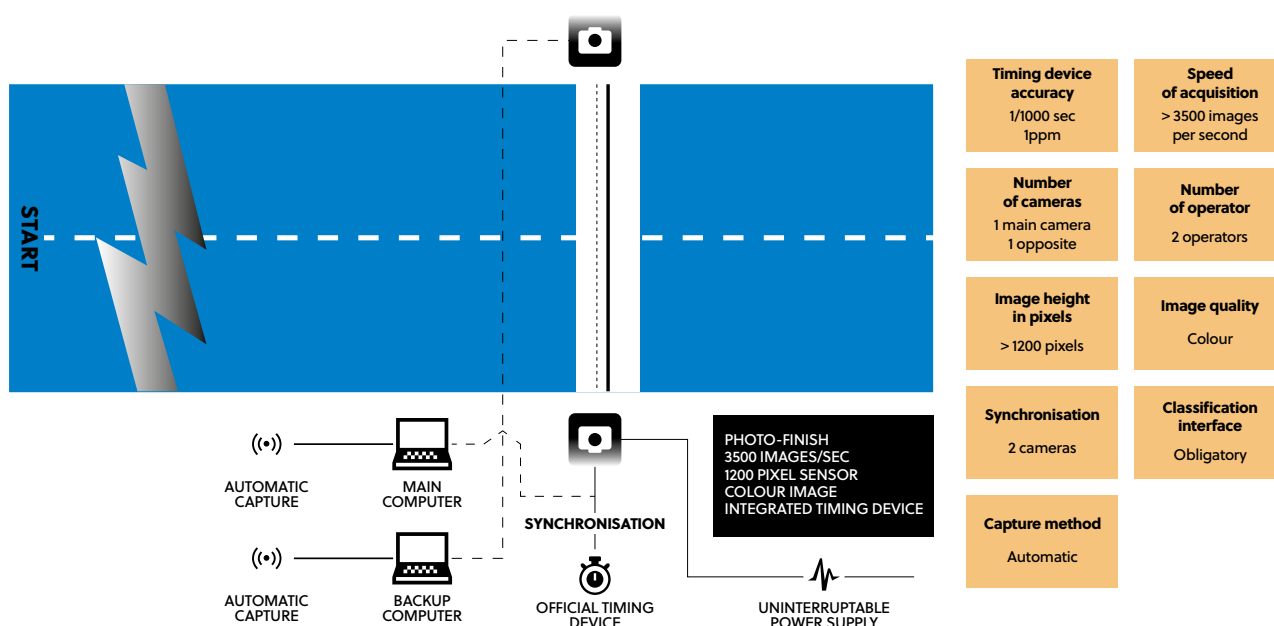 START
AUTOMATIC
CAPTURE
MAIN
COMPUTER
AUTOMATIC
CAPTURE
BACKUP
COMPUTER
SYNCHRONISATION
OFFICIAL TIMING
DEVICE
PHOTO-FINISH
3500 IMAGES/SEC
1200 PIXEL SENSOR
COLOUR IMAGE
INTEGRATED TIMING DEVICE
UNINTERRUPTABLE
POWER SUPPLY
Timing device
accuracy
1/1000 sec
1ppm
Speed
of acquisition
> 3500 images
per second
Number
of cameras
1 main camera
1 opposite
Number
of operator
2 operators
Image height
in pixels
> 1200 pixels
Image quality
Colour
Synchronisation
2 cameras
Classification
interface
Obligatory
Capture method
Automatic